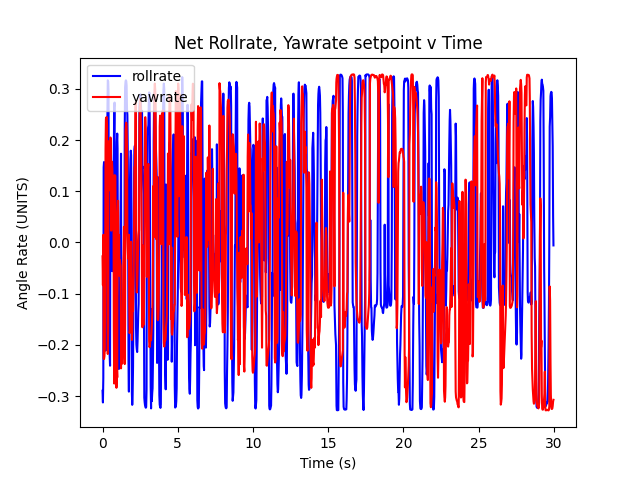 Net Rollrate, Yawrate setpoint v Time
rollrate
yawrate
Angle Rate (UNITS)
0.3
0.2
0.1
0.0
−0.1
−0.2
−0.3
0 5 10 15 20 25 30
Time (s)